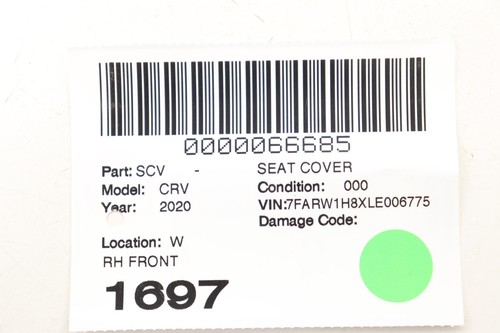 0000066685
Part: SCV - SEAT COVER
Model: CRV Condition: 000
Year: 2020 VIN:7FARW1H8XLE006775
Damage Code:
Location: W
RH FRONT
1697